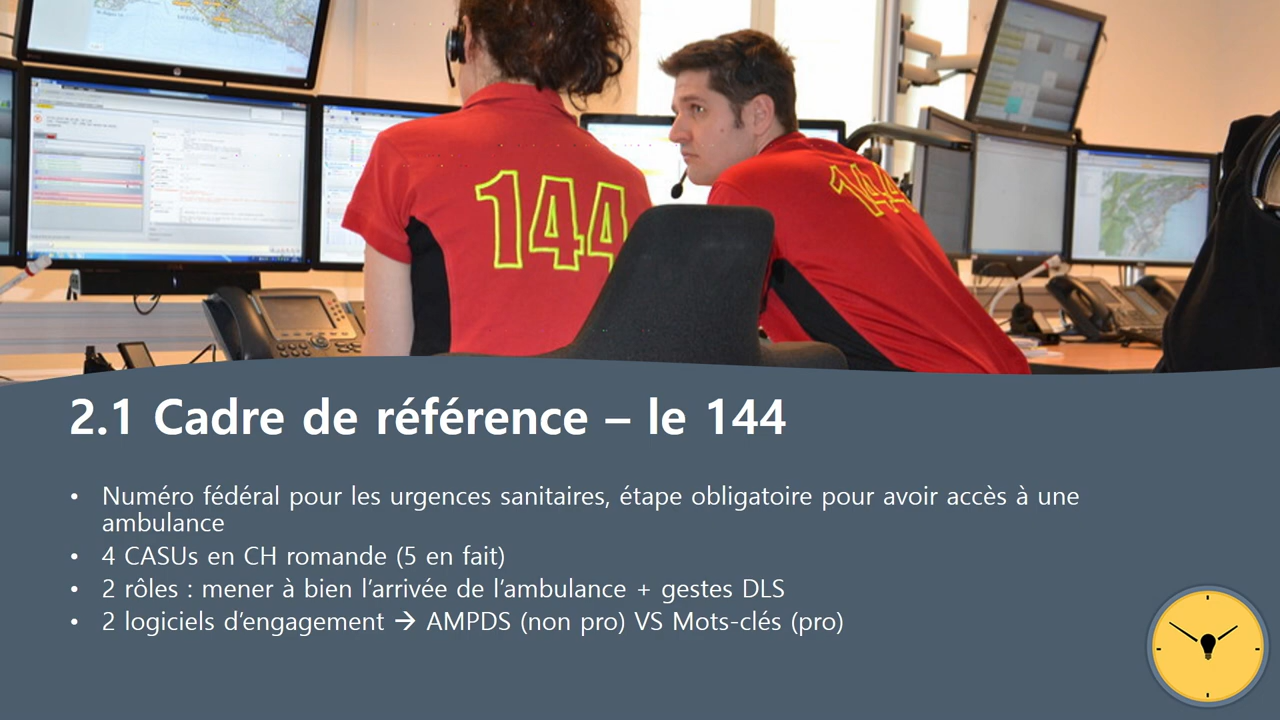 144
144
2.1 Cadre de référence – le 144
• Numéro fédéral pour les urgences sanitaires, étape obligatoire pour avoir accès à une
ambulance
• 4 CASUs en CH romande (5 en fait)
• 2 rôles : mener à bien l’arrivée de l’ambulance + gestes DLS
• 2 logiciels d’engagement → AMPDS (non pro) VS Mots-clés (pro)